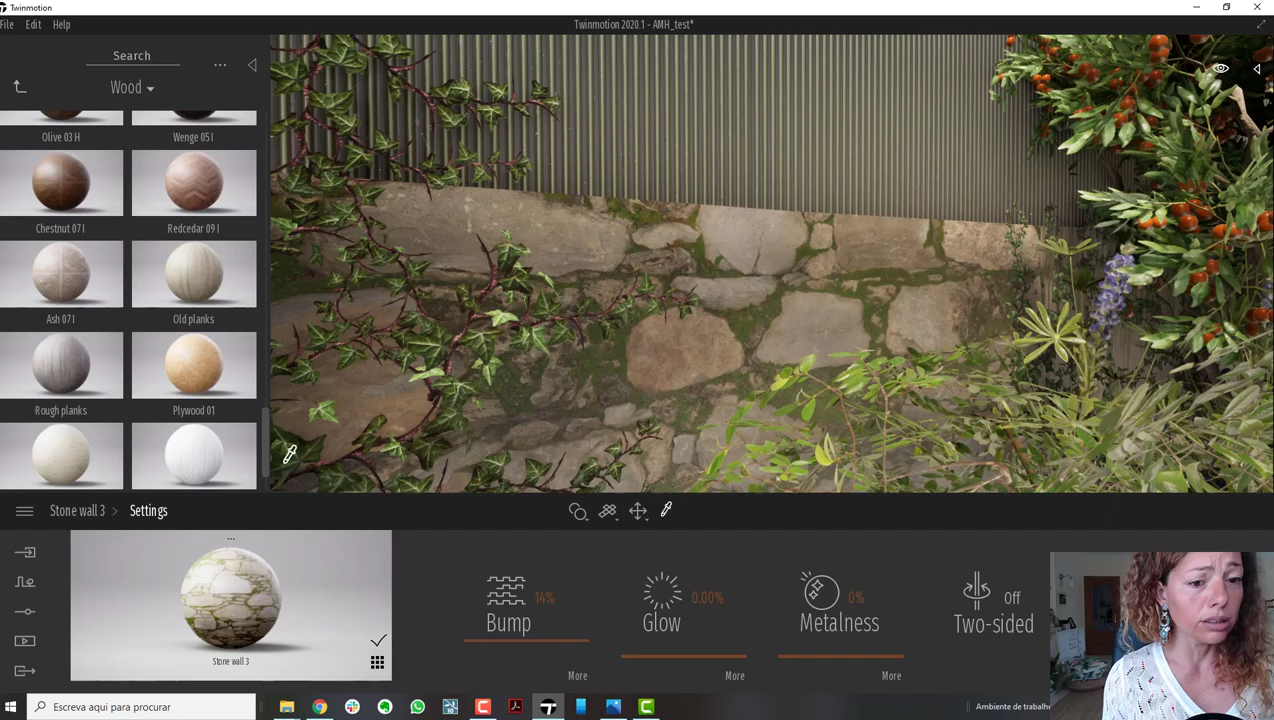 Twinmotion
File Edit Help
Twinmotion 2020.1 - AMH_test*
Search
...
Wood
Olive 03 H
Wenge 05 I
Chestnut 07 I
Redcedar 09 I
Ash 07 I
Old planks
Rough planks
Plywood 01
Stone wall 3 > Settings
...
Stone wall 3
14%
Bump
More
0.00%
Glow
More
0%
Metalness
More
Off
Two-sided
Escreva aqui para procurar
Ambiente de trabalho